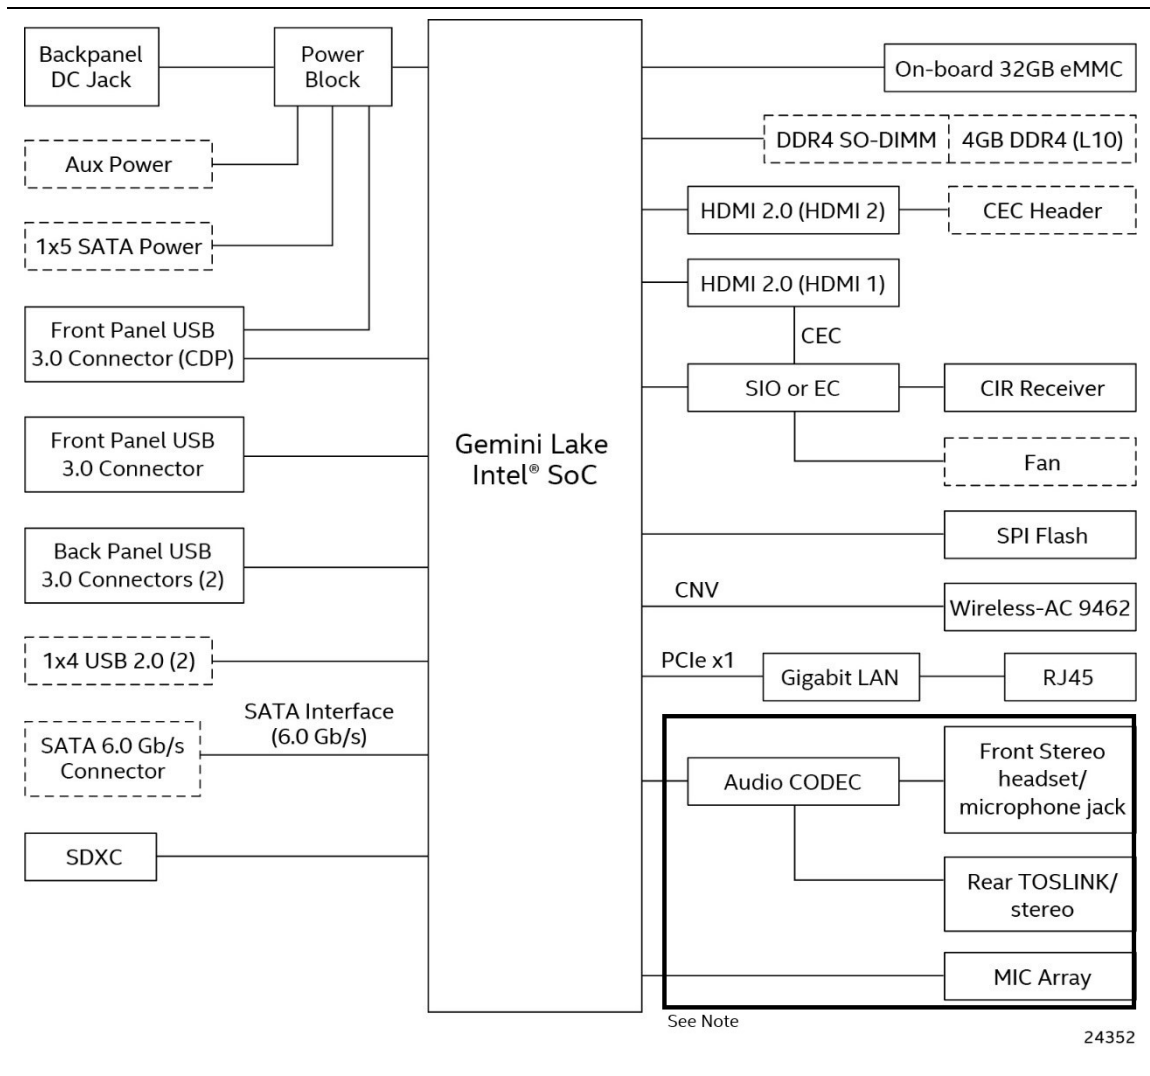 Backpanel
DC Jack
Power
Block
Aux Power
1x5 SATA Power
Front Panel USB
3.0 Connector (CDP)
Front Panel USB
3.0 Connector
Back Panel USB
3.0 Connectors (2)
1x4 USB 2.0 (2)
SATA Interface
(6.0 Gb/s)
SATA 6.0 Gb/s
Connector
SDXC
Gemini Lake
Intel® SoC
On-board 32GB eMMC
DDR4 SO-DIMM
4GB DDR4 (L10)
HDMI 2.0 (HDMI 2)
CEC Header
HDMI 2.0 (HDMI 1)
CEC
SIO or EC
CIR Receiver
Fan
SPI Flash
CNV
Wireless-AC 9462
PCIe x1
Gigabit LAN
RJ45
Audio CODEC
Front Stereo
headset/
microphone jack
Rear TOSLINK/
stereo
MIC Array
See Note
24352